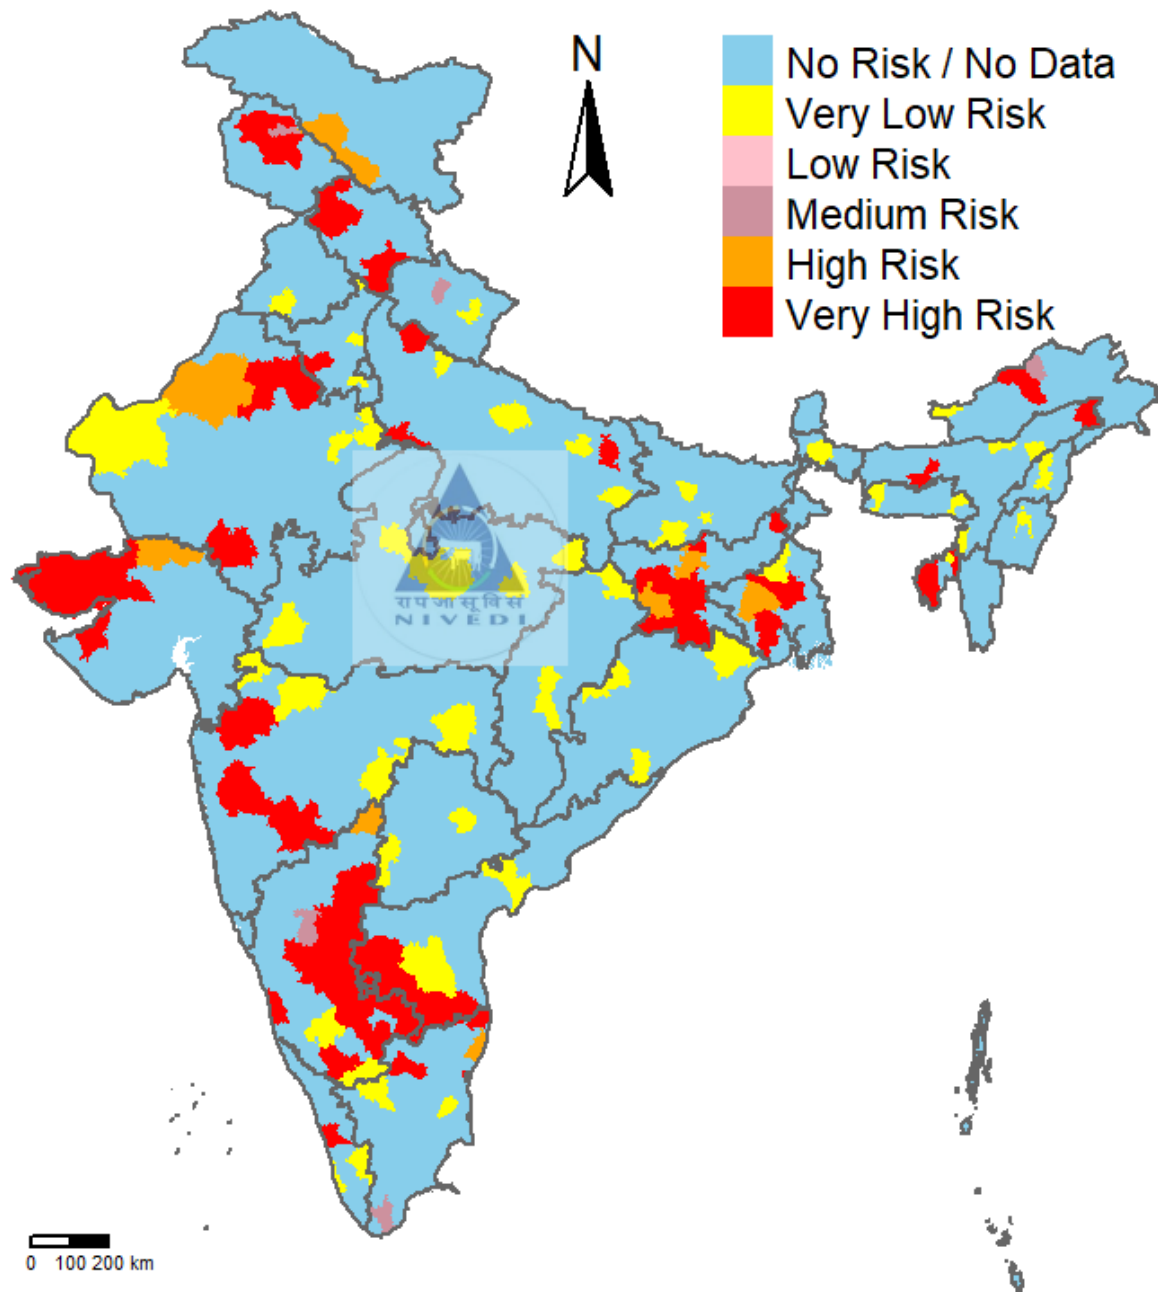 N
No Risk / No Data
Very Low Risk
Low Risk
Medium Risk
High Risk
Very High Risk
रा प जा सू वि सं
NIVEDI
0 100 200 km